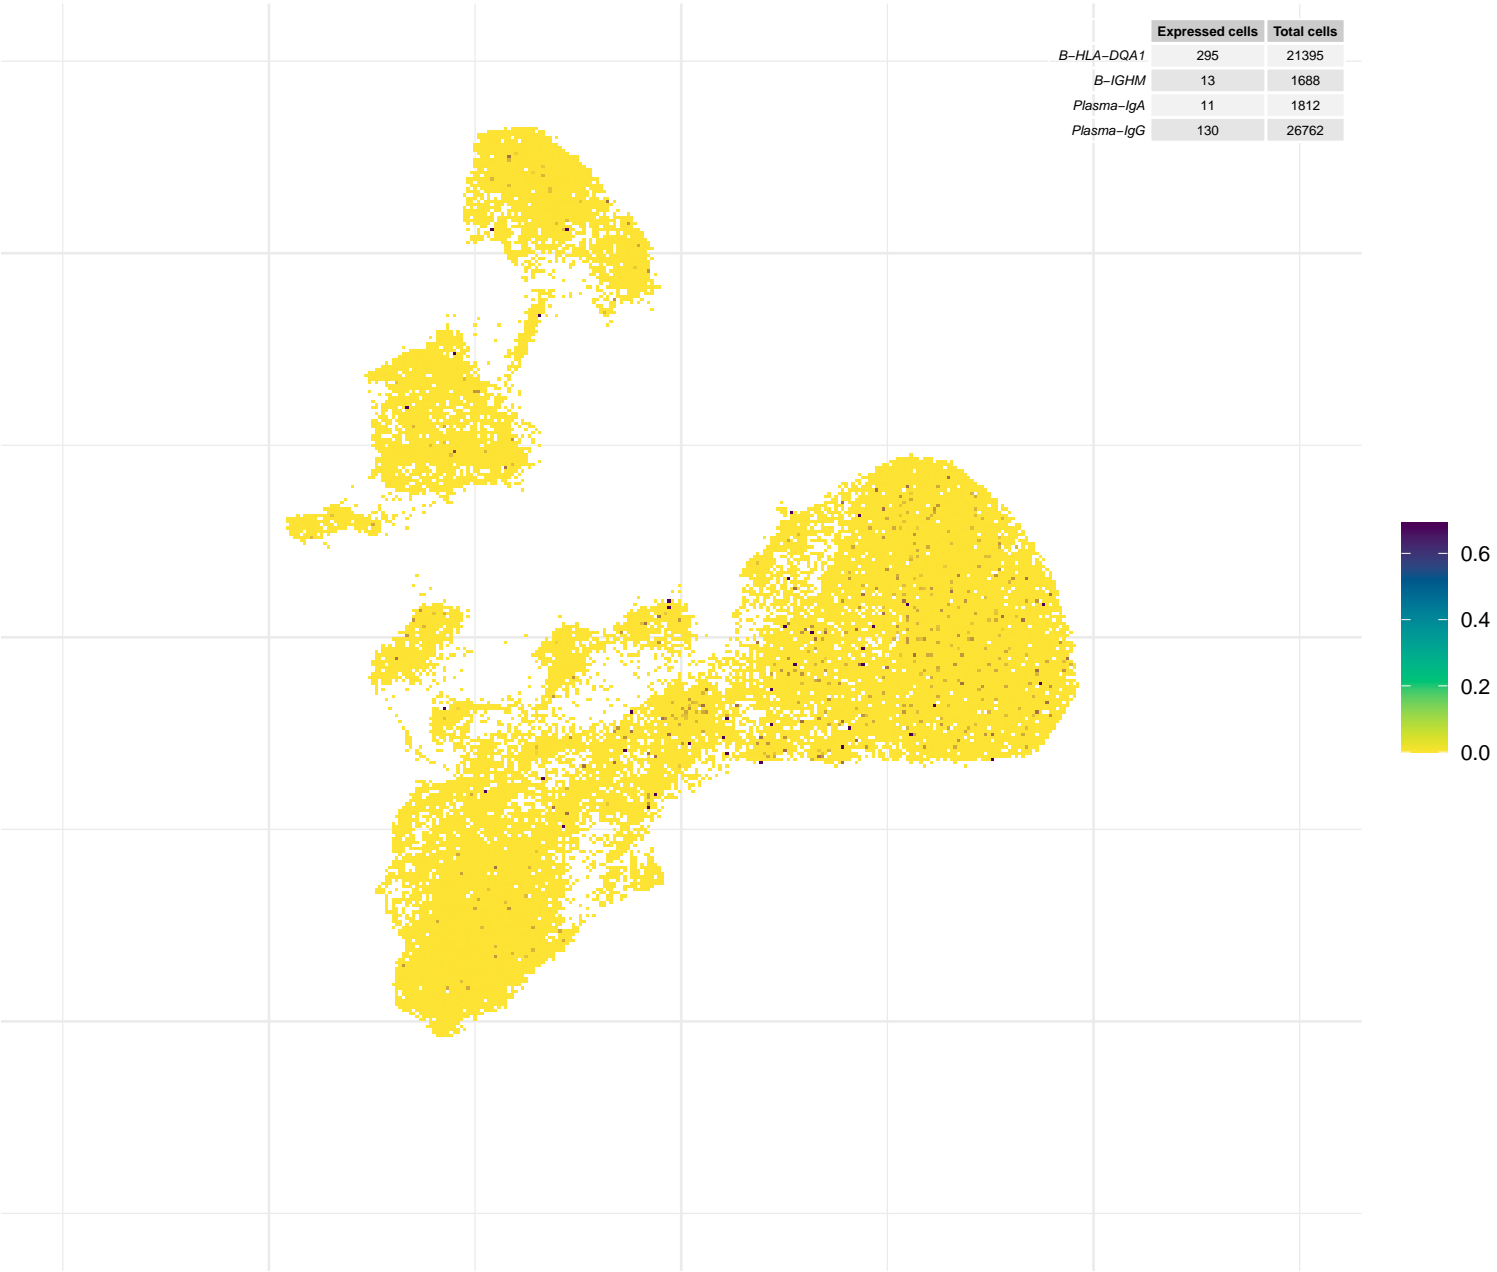 Expressed cells Total cells
B−HLA−DQA1 295 21395
B−IGHM 13 1688
Plasma−IgA 11 1812
Plasma−IgG 130 26762
0.6
0.4
0.2
0.0